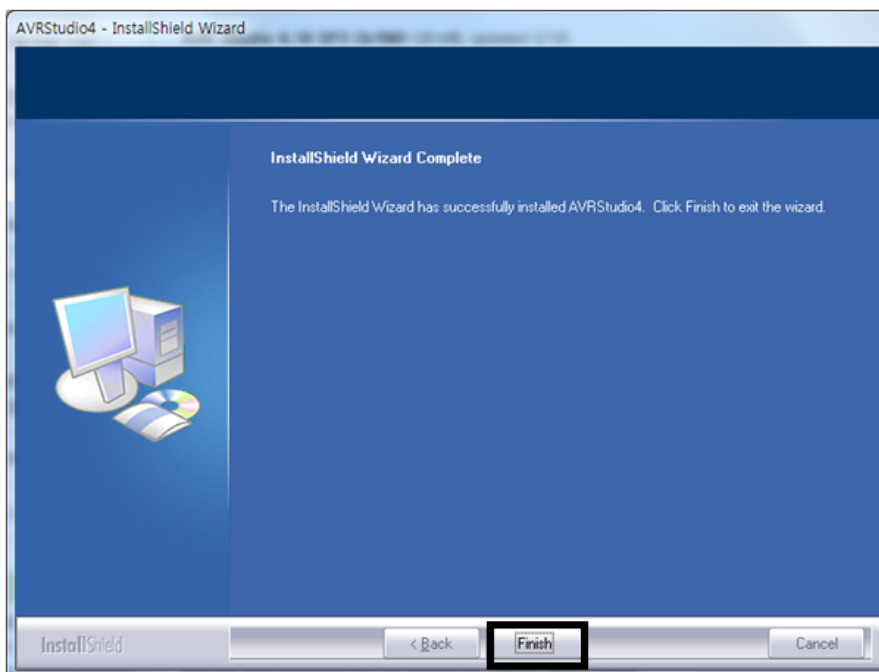 AVRStudio4 - InstallShield Wizard
InstallShield Wizard Complete
The InstallShield Wizard has successfully installed AVRStudio4. Click Finish to exit the wizard.
InstallShield
< Back
Finish
Cancel